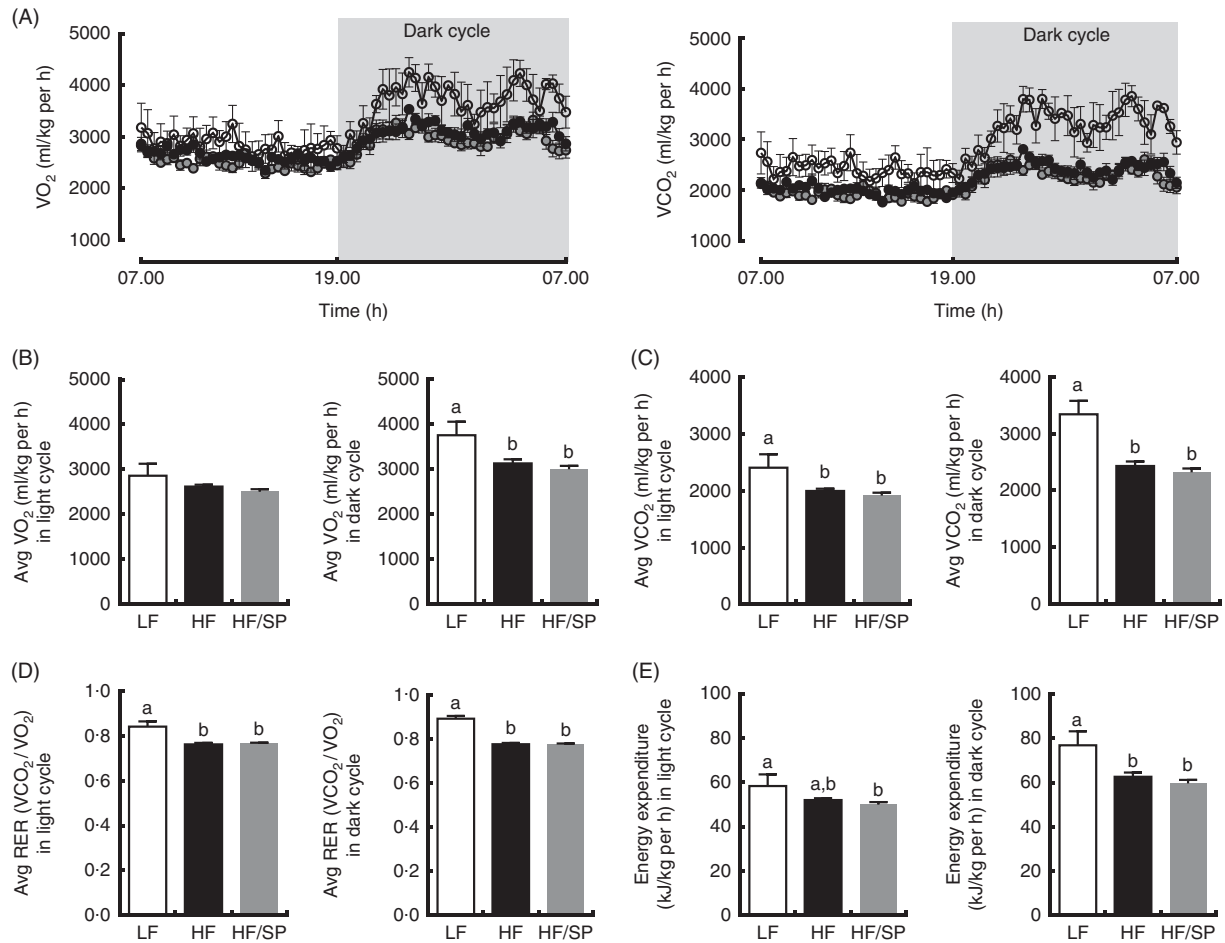 (A)
5000
4000
3000
2000
1000
VO2 (ml/kg per h)
Dark cycle
07.00
19.00
07.00
Time (h)
5000
4000
3000
2000
1000
VCO2 (ml/kg per h)
Dark cycle
07.00
19.00
07.00
Time (h)
(B)
5000
4000
3000
2000
1000
0
Avg VO2 (ml/kg per h)
in light cycle
LF HF HF/SP
5000
4000
3000
2000
1000
0
Avg VO2 (ml/kg per h)
in dark cycle
a
b
b
LF HF HF/SP
(C)
4000
3000
2000
1000
0
Avg VCO2 (ml/kg per h)
in light cycle
a
b
b
LF HF HF/SP
4000
3000
2000
1000
0
Avg VCO2 (ml/kg per h)
in dark cycle
a
b
b
LF HF HF/SP
(D)
1·0
0·8
0·6
0·4
0·2
0·0
Avg RER (VCO2/VO2)
in light cycle
a
b
b
LF HF HF/SP
1·0
0·8
0·6
0·4
0·2
0·0
Avg RER (VCO2/VO2)
in dark cycle
a
b
b
LF HF HF/SP
(E)
100
80
60
40
20
0
Energy expenditure
(kJ/kg per h) in light cycle
a
a,b
b
LF HF HF/SP
100
80
60
40
20
0
Energy expenditure
(kJ/kg per h) in dark cycle
a
b
b
LF HF HF/SP